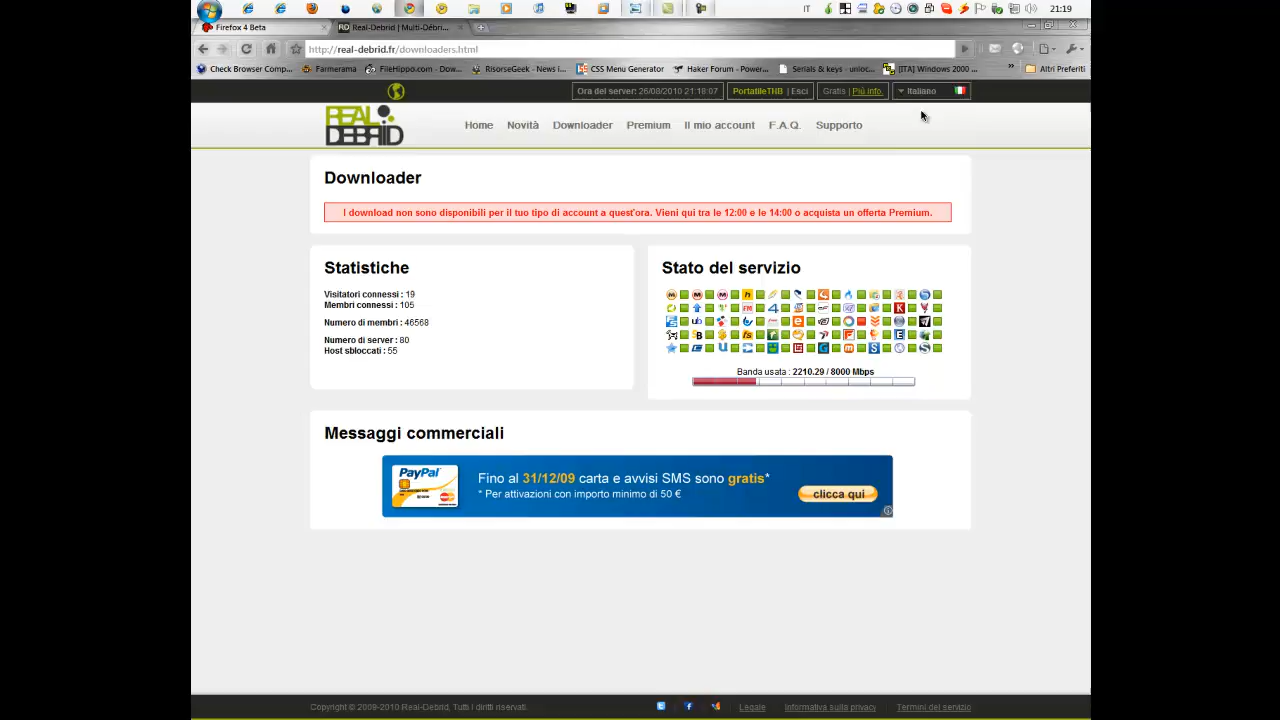 IT
21:19
Firefox 4 Beta
Real-Debrid | Multi-Débri...
http://real-debrid.fr/downloaders.html
Check Browser Comp...
Farmerama
FileHippo.com - Dow...
RisorseGeek - News i...
CSS Menu Generator
Haker Forum - Power...
Serials & keys - unloc...
[ITA] Windows 2000 ...
»
Altri Preferiti
Ora del server: 26/08/2010 21:18:07
PortatileTHB | Esci
Gratis | Più info.
Italiano
REAL
DEBRID
Home
Novità
Downloader
Premium
Il mio account
F.A.Q.
Supporto
Downloader
I download non sono disponibili per il tuo tipo di account a quest'ora. Vieni qui tra le 12:00 e le 14:00 o acquista un offerta Premium.
Statistiche
Visitatori connessi : 19
Membri connessi : 105
Numero di membri : 46568
Numero di server : 80
Host sbloccati : 55
Stato del servizio
Banda usata : 2210.29 / 8000 Mbps
Messaggi commerciali
PayPal
Fino al 31/12/09 carta e avvisi SMS sono gratis*
* Per attivazioni con importo minimo di 50 €
clicca qui
Copyright © 2009-2010 Real-Debrid, Tutti i diritti riservati.
Legale
Informativa sulla privacy
Termini del servizio